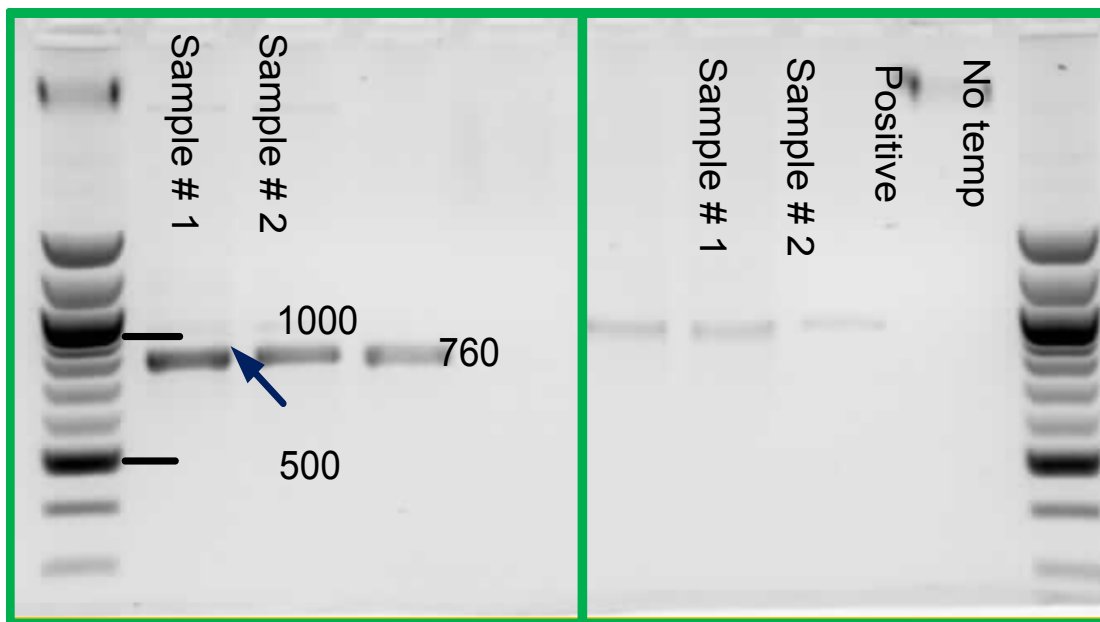 Sample # 1
Sample # 2
1000
760
500
Sample # 1
Sample # 2
Positive
No temp